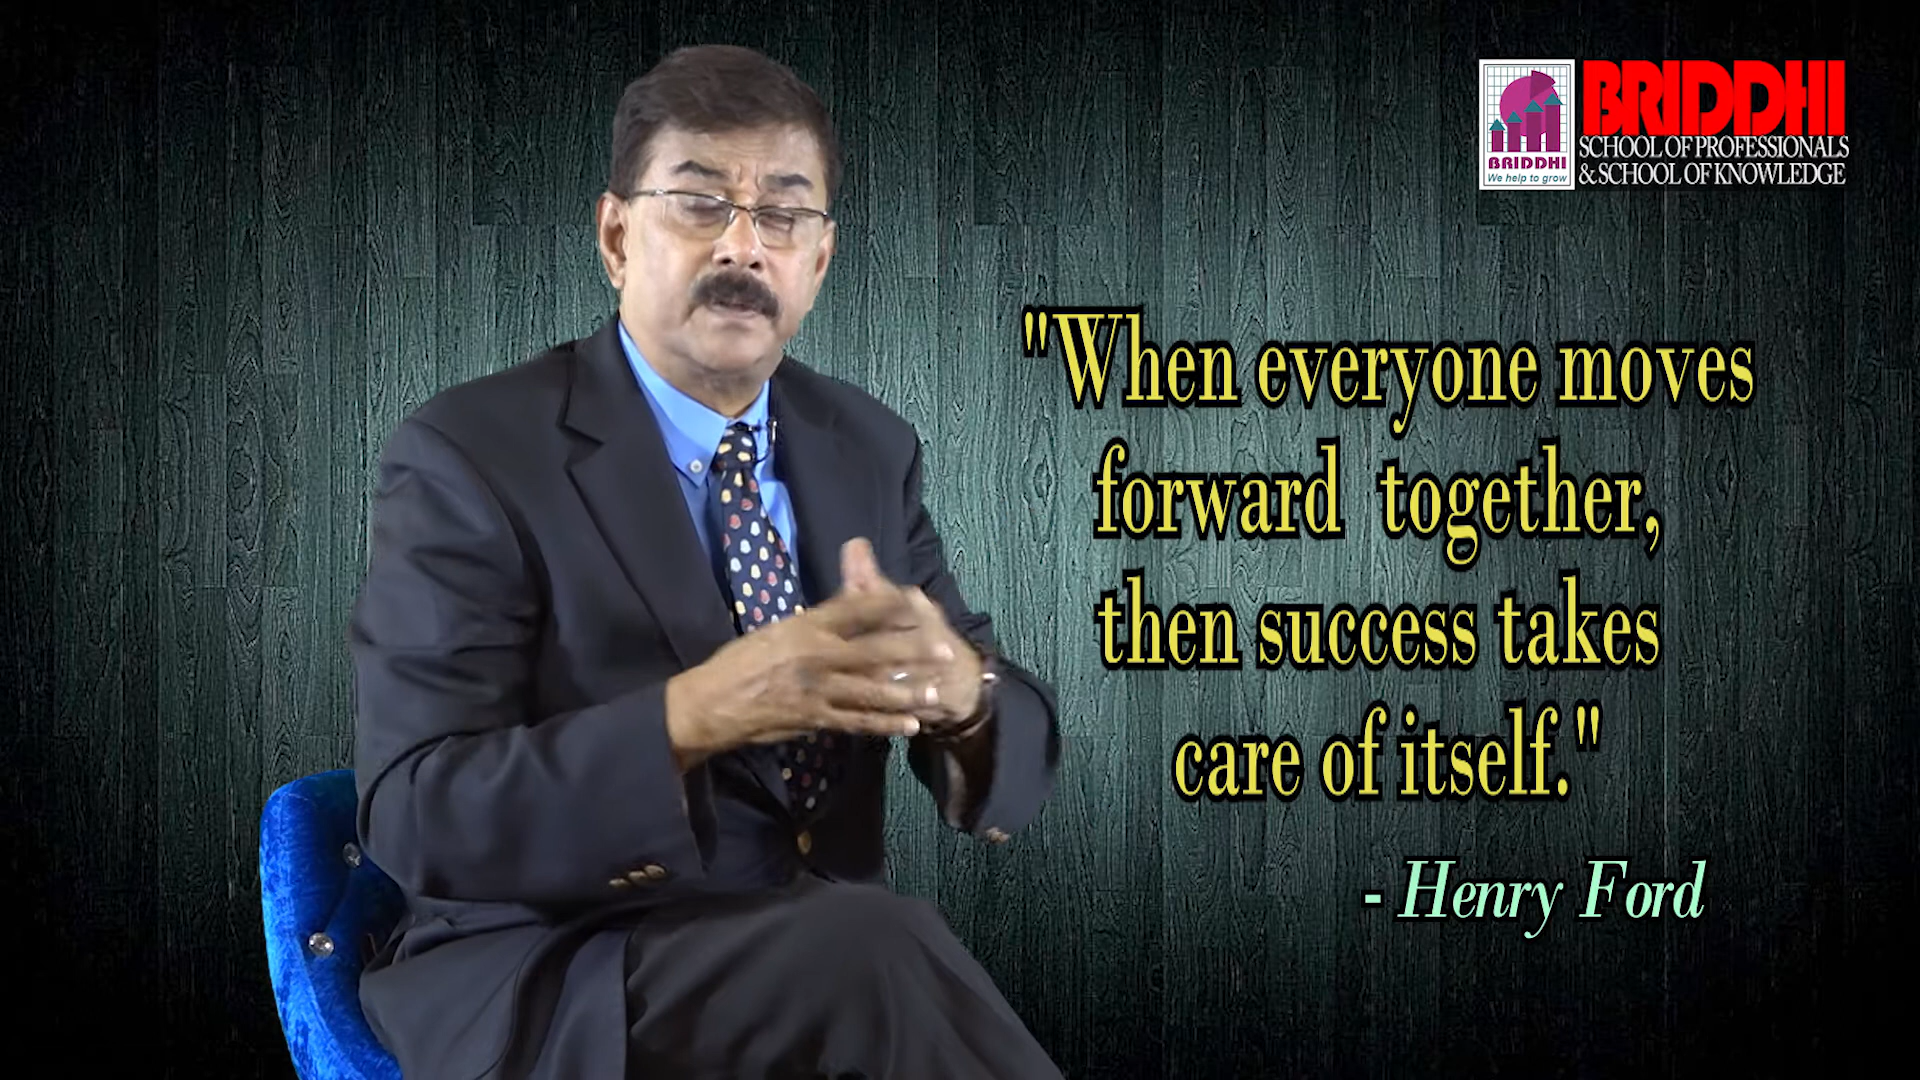 BRIDDHI
We help to grow
BRIDDHI
SCHOOL OF PROFESSIONALS
& SCHOOL OF KNOWLEDGE
"When everyone moves
forward together,
then success takes
care of itself."
- Henry Ford